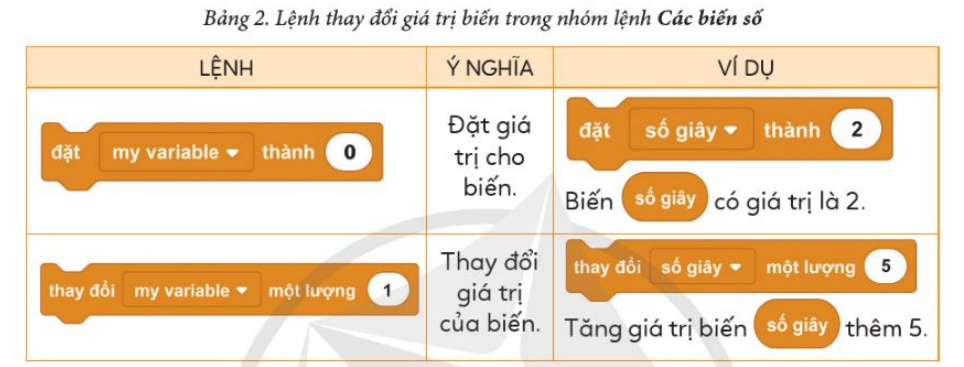 Bảng 2. Lệnh thay đổi giá trị biến trong nhóm lệnh Các biến số
LỆNH Ý NGHĨA VÍ DỤ
đặt my variable thành 0
Đặt giá
trị cho
biến.
đặt số giây thành 2
Biến số giây có giá trị là 2.
thay đổi my variable một lượng 1
Thay đổi
giá trị
của biến.
thay đổi số giây một lượng 5
Tăng giá trị biến số giây thêm 5.